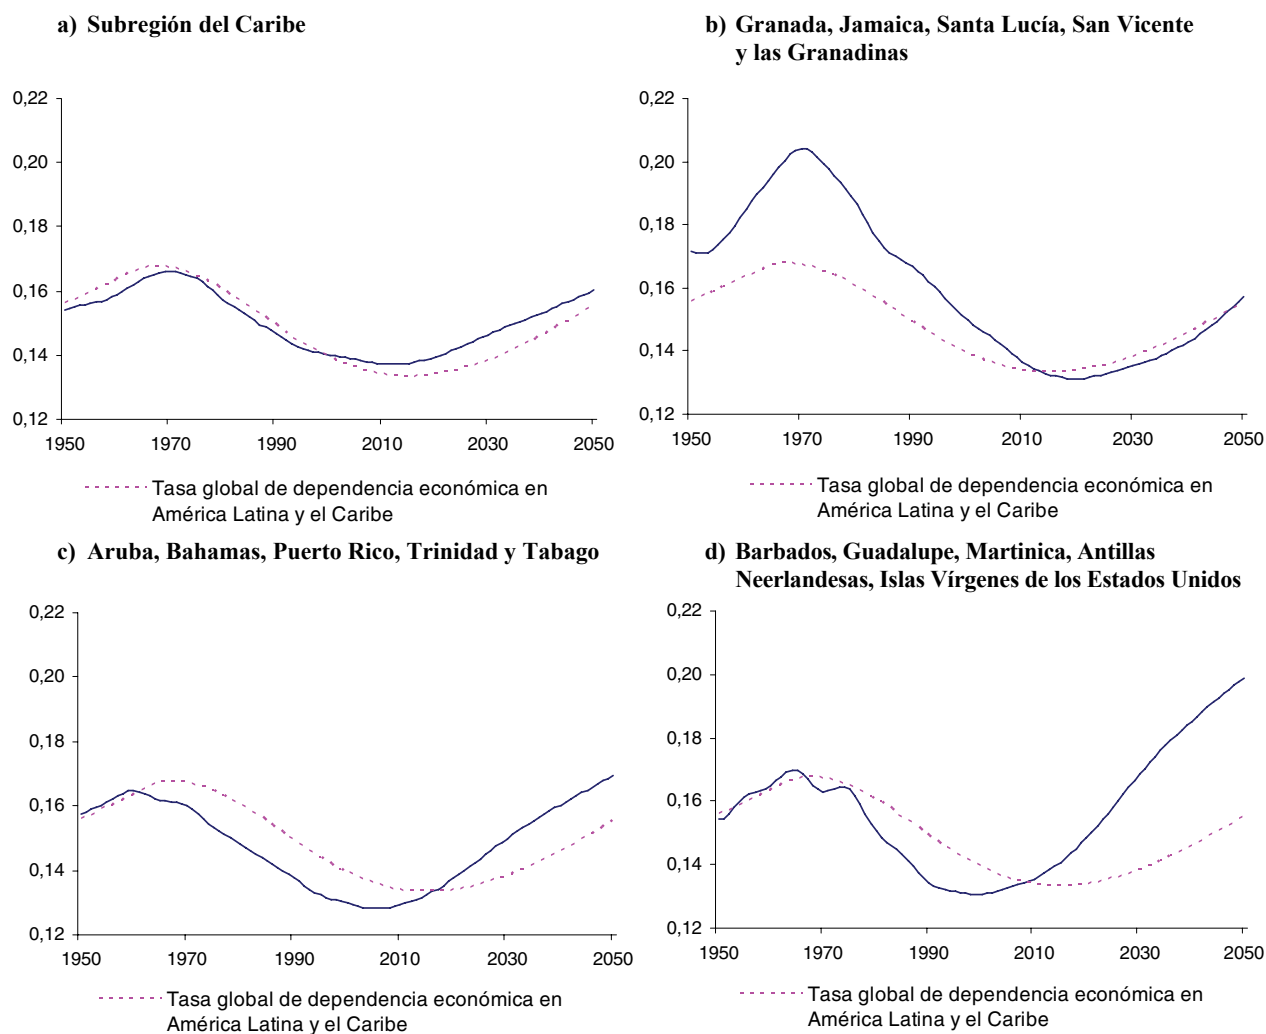 a) Subregión del Caribe
0,22
0,20
0,18
0,16
0,14
0,12
1950 1970 1990 2010 2030 2050
Tasa global de dependencia económica en
América Latina y el Caribe
b) Granada, Jamaica, Santa Lucía, San Vicente
y las Granadinas
0,22
0,20
0,18
0,16
0,14
0,12
1950 1970 1990 2010 2030 2050
Tasa global de dependencia económica en
América Latina y el Caribe
c) Aruba, Bahamas, Puerto Rico, Trinidad y Tabago
0,22
0,20
0,18
0,16
0,14
0,12
1950 1970 1990 2010 2030 2050
Tasa global de dependencia económica en
América Latina y el Caribe
d) Barbados, Guadalupe, Martinica, Antillas
Neerlandesas, Islas Vírgenes de los Estados Unidos
0,22
0,20
0,18
0,16
0,14
0,12
1950 1970 1990 2010 2030 2050
Tasa global de dependencia económica en
América Latina y el Caribe